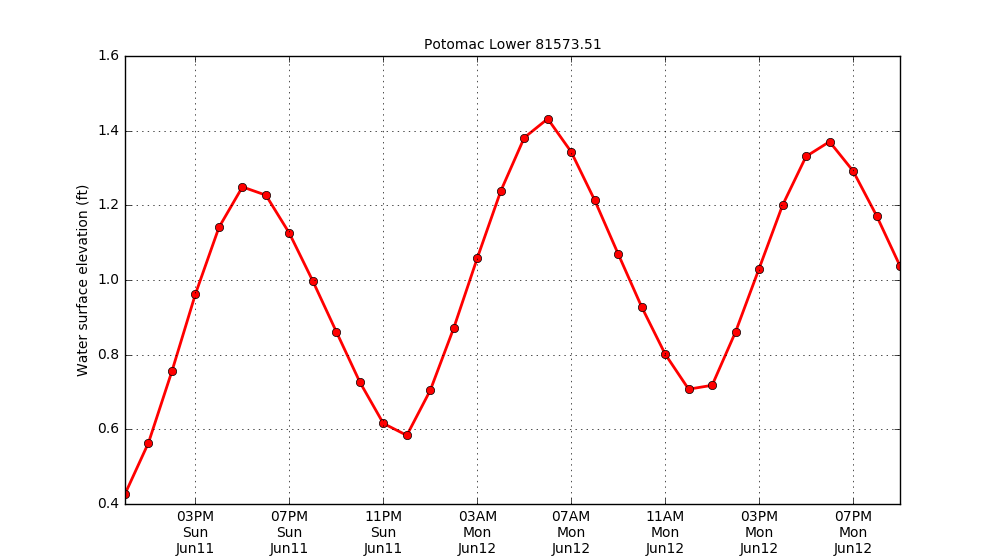 Potomac Lower 81573.51
1.6
1.4
1.2
1.0
0.8
0.6
0.4
Water surface elevation (ft)
03PM 07PM 11PM 03AM 07AM 11AM 03PM 07PM
Sun Sun Sun Mon Mon Mon Mon Mon
Jun11 Jun11 Jun11 Jun12 Jun12 Jun12 Jun12 Jun12